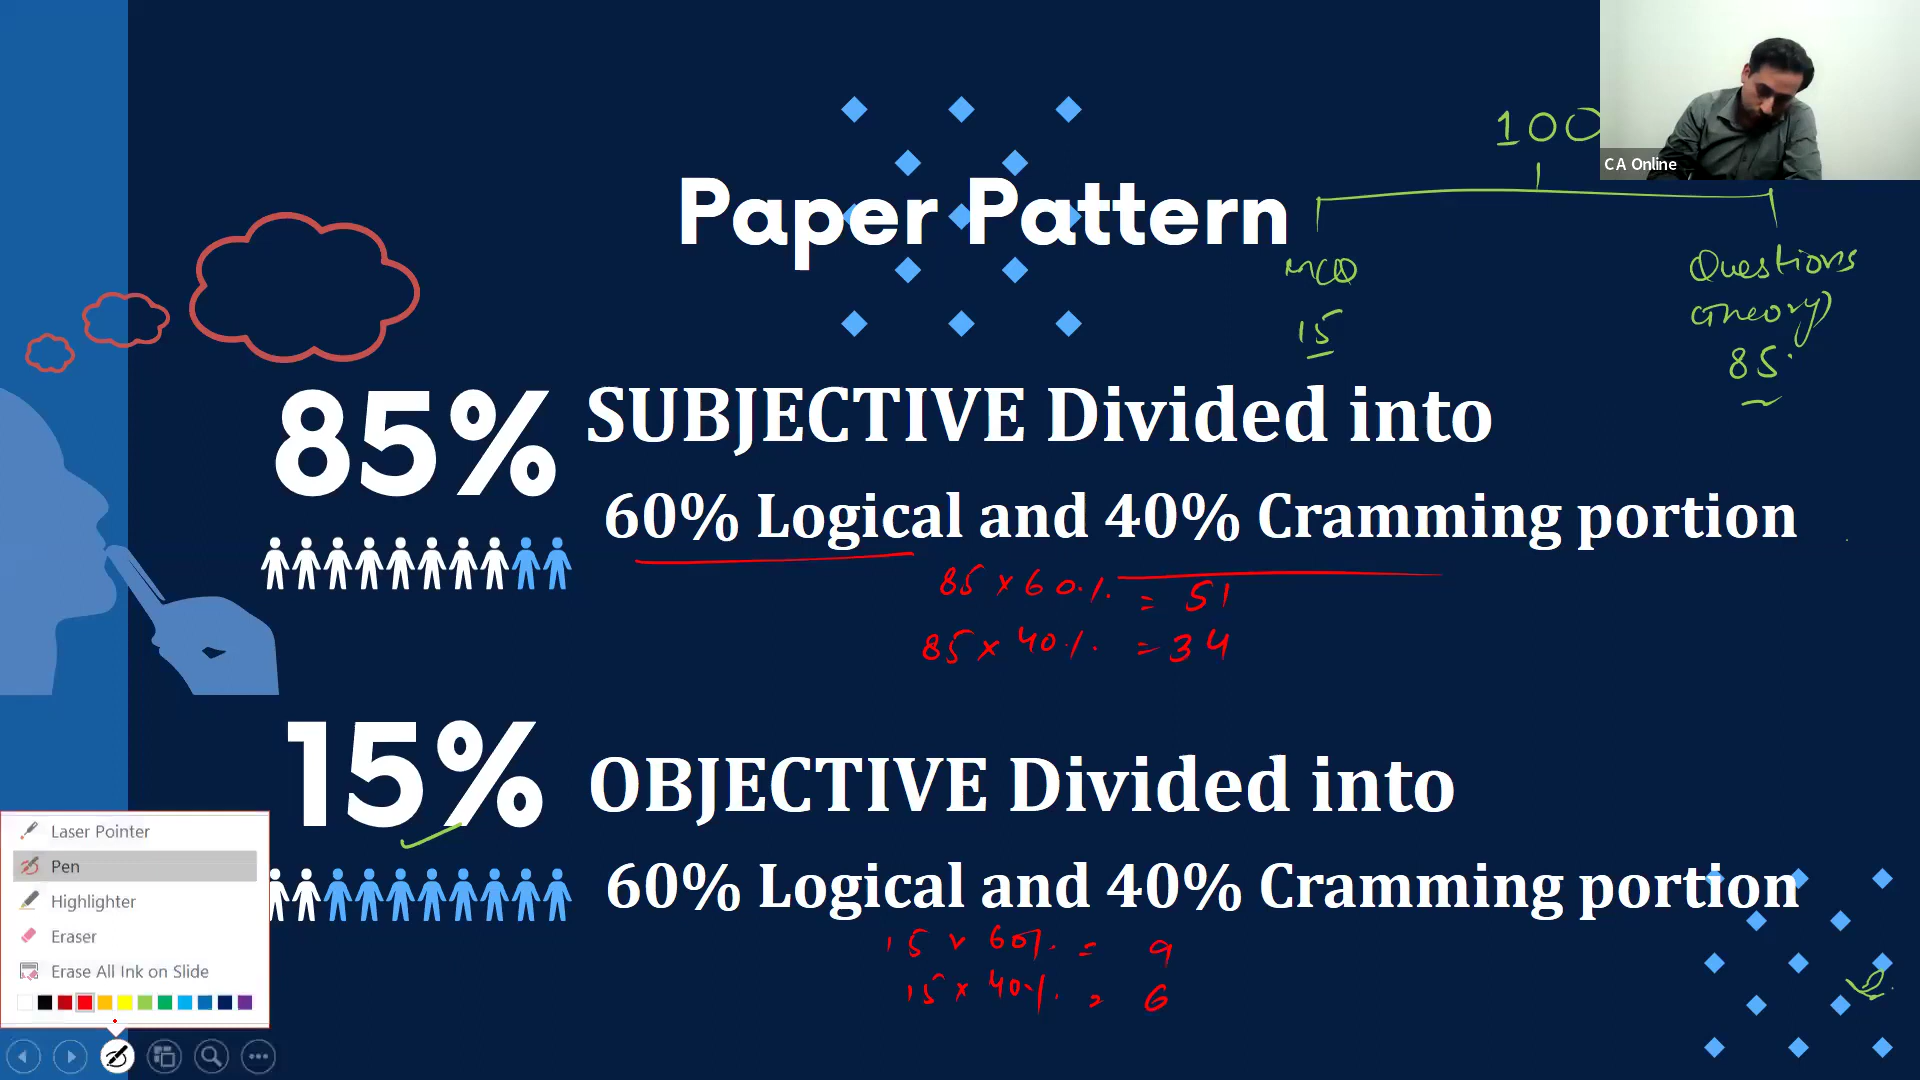 100
CA Online
Paper Pattern
MCQ
15
Questions
(Theory)
85
85%
SUBJECTIVE Divided into
60% Logical and 40% Cramming portion
85 x 60% = 51
85 x 40% = 34
15%
OBJECTIVE Divided into
60% Logical and 40% Cramming portion
15 x 60% = 9
15 x 40% = 6
Laser Pointer
Pen
Highlighter
Eraser
Erase All Ink on Slide